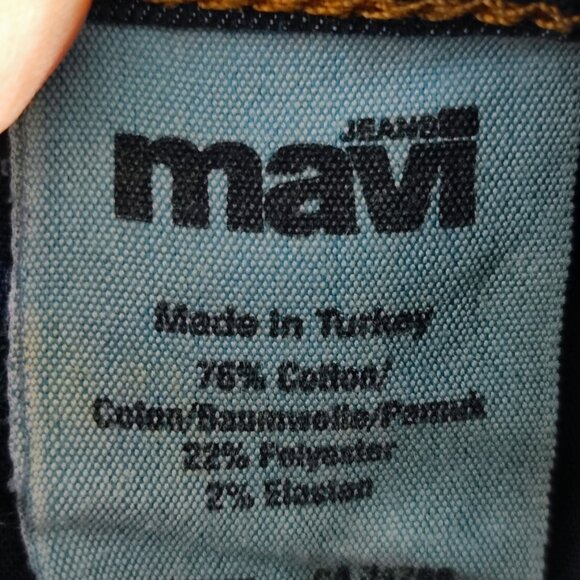 JEANS
mavi
Made in Turkey
76% Cotton/
Coton/Baumwolle/Pamuk
22% Polyester
2% Elastan